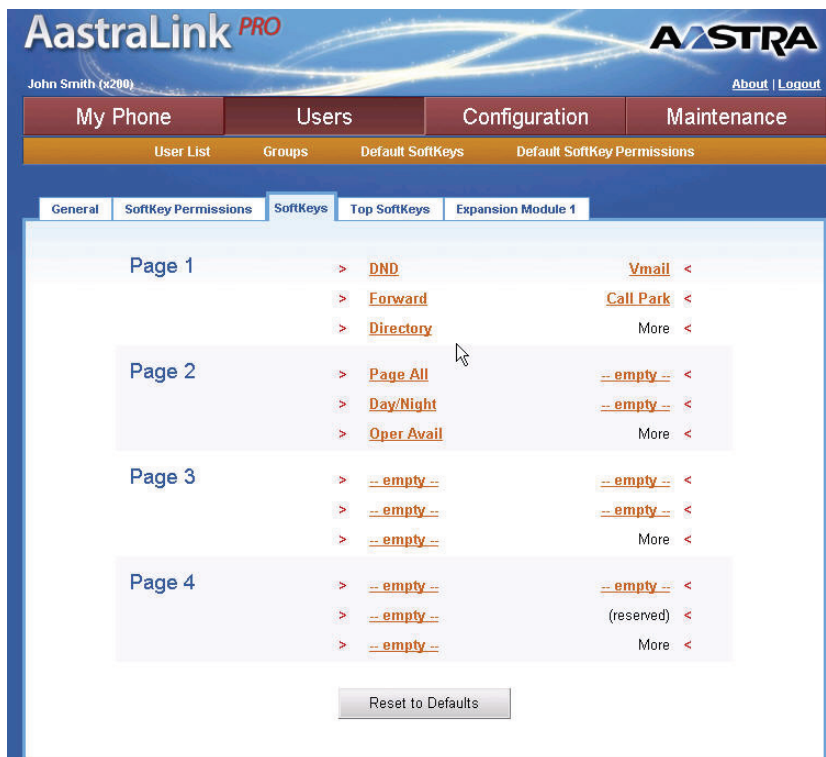 AastraLink PRO
AASTRA
John Smith (x200)
About | Logout
My Phone Users Configuration Maintenance
User List Groups Default SoftKeys Default SoftKey Permissions
General SoftKey Permissions SoftKeys Top SoftKeys Expansion Module 1
Page 1 > DND Vmail <
> Forward Call Park <
> Directory More <
Page 2 > Page All -- empty -- <
> Day/Night -- empty -- <
> Oper Avail More <
Page 3 > -- empty -- -- empty -- <
> -- empty -- -- empty -- <
> -- empty -- More <
Page 4 > -- empty -- -- empty -- <
> -- empty -- (reserved) <
> -- empty -- More <
Reset to Defaults